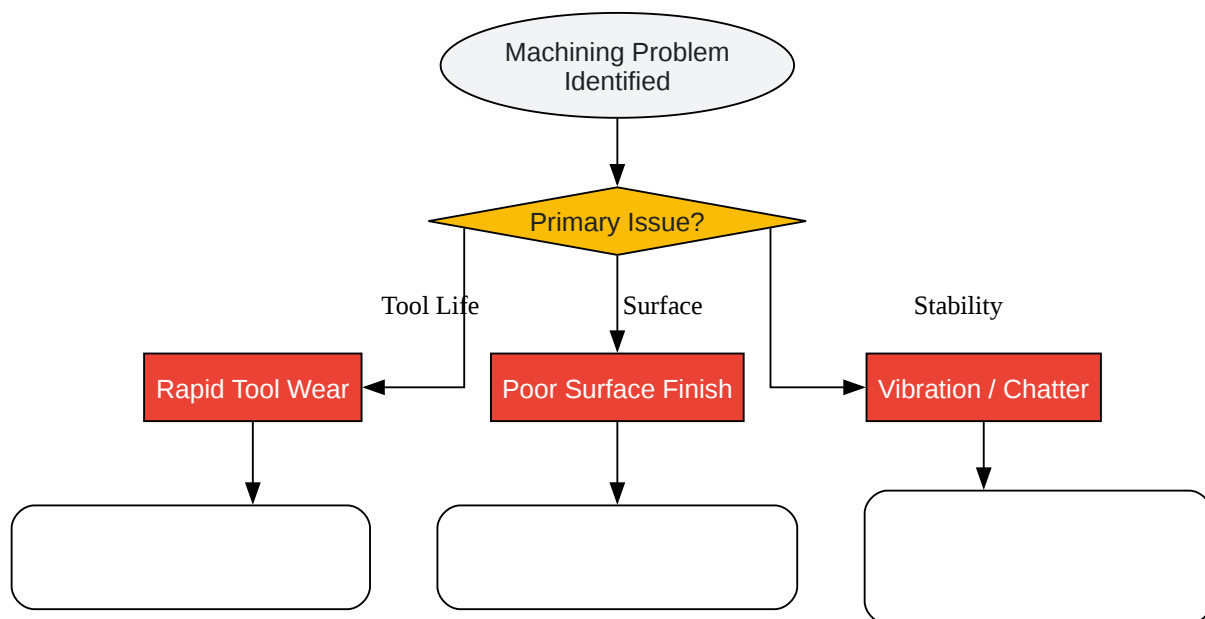 Machining Problem
Identified
Primary Issue?
Tool Life
Surface
Stability
Rapid Tool Wear
Poor Surface Finish
Vibration / Chatter